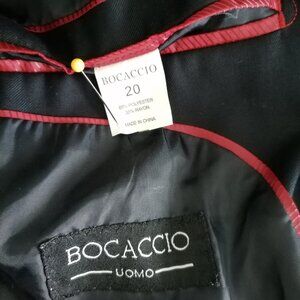 BOCACCIO
20
65% POLYESTER
35% RAYON
MADE IN CHINA
BOCACCIO
UOMO